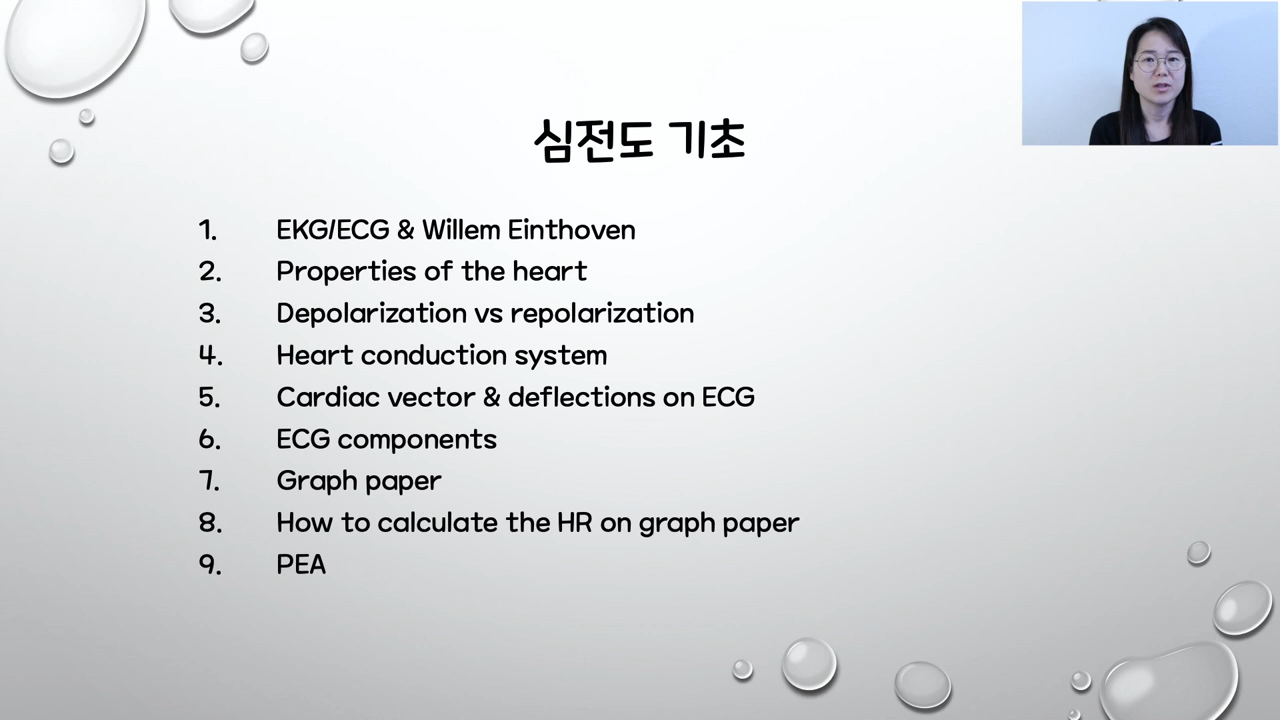 심전도 기초
1. EKG/ECG & Willem Einthoven
2. Properties of the heart
3. Depolarization vs repolarization
4. Heart conduction system
5. Cardiac vector & deflections on ECG
6. ECG components
7. Graph paper
8. How to calculate the HR on graph paper
9. PEA